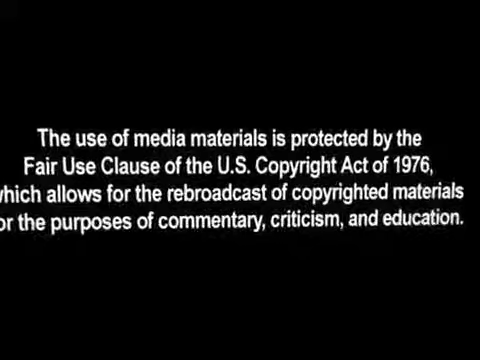 The use of media materials is protected by the
Fair Use Clause of the U.S. Copyright Act of 1976,
which allows for the rebroadcast of copyrighted materials
or the purposes of commentary, criticism, and education.